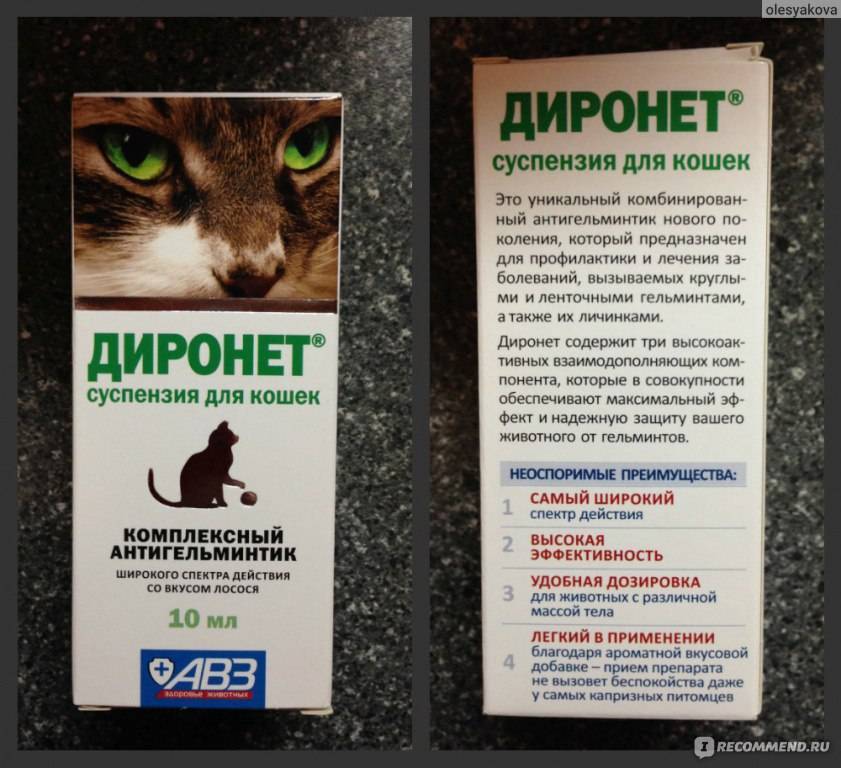 olesyakova
ДИРОНЕТ®
суспензия для кошек
КОМПЛЕКСНЫЙ
АНТИГЕЛЬМИНТИК
ШИРОКОГО СПЕКТРА ДЕЙСТВИЯ
СО ВКУСОМ ЛОСОСЯ
10 мл
АВЗ
здоровье животных
ДИРОНЕТ®
суспензия для кошек
Это уникальный комбинирован-
ный антигельминтик нового по-
коления, который предназначен
для профилактики и лечения за-
болеваний, вызываемых круглы-
ми и ленточными гельминтами,
а также их личинками.
Диронет содержит три высокоак-
тивных взаимодополняющих ком-
понента, которые в совокупности
обеспечивают максимальный эф-
фект и надежную защиту вашего
животного от гельминтов.
НЕОСПОРИМЫЕ ПРЕИМУЩЕСТВА:
1 САМЫЙ ШИРОКИЙ
спектр действия
2 ВЫСОКАЯ
ЭФФЕКТИВНОСТЬ
3 УДОБНАЯ ДОЗИРОВКА
для животных с различной
массой тела
4 ЛЕГКИЙ В ПРИМЕНЕНИИ
благодаря ароматной вкусовой
добавке – прием препарата
не вызовет беспокойства даже
у самых капризных питомцев
I RECOMMEND.RU